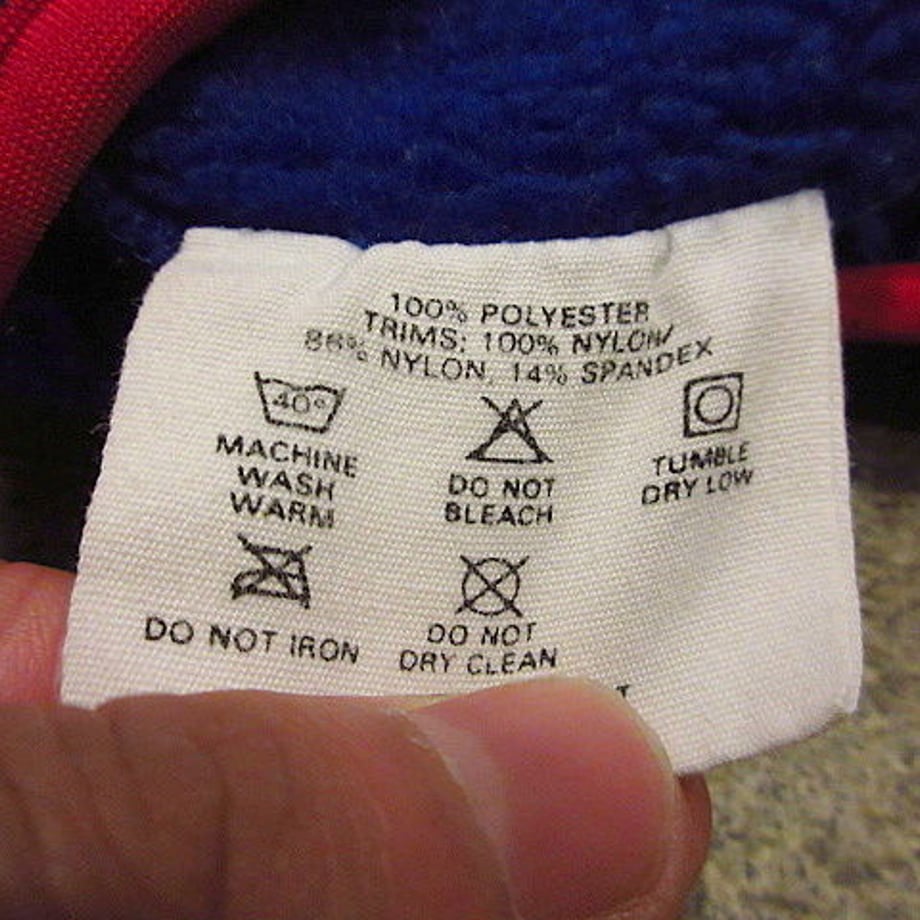 100% POLYESTER
TRIMS: 100% NYLON/
86% NYLON, 14% SPANDEX
40°
MACHINE
WASH
WARM
DO NOT
BLEACH
TUMBLE
DRY LOW
DO NOT IRON
DO NOT
DRY CLEAN